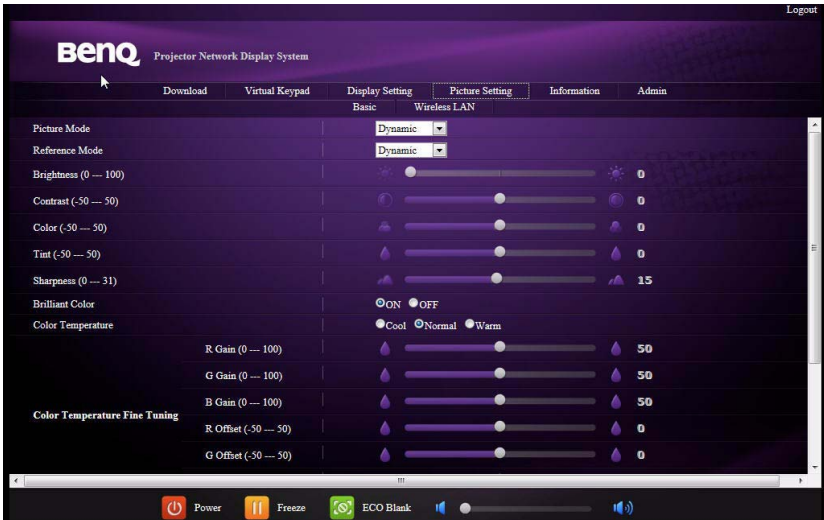 Logout
BenQ Projector Network Display System
Download Virtual Keypad Display Setting Picture Setting Information Admin
Basic Wireless LAN
Picture Mode Dynamic
Reference Mode Dynamic
Brightness (0 --- 100) 0
Contrast (-50 --- 50) 0
Color (-50 --- 50) 0
Tint (-50 --- 50) 0
Sharpness (0 --- 31) 15
Brilliant Color ON OFF
Color Temperature Cool Normal Warm
R Gain (0 --- 100) 50
G Gain (0 --- 100) 50
B Gain (0 --- 100) 50
Color Temperature Fine Tuning
R Offset (-50 --- 50) 0
G Offset (-50 --- 50) 0
Power Freeze ECO Blank